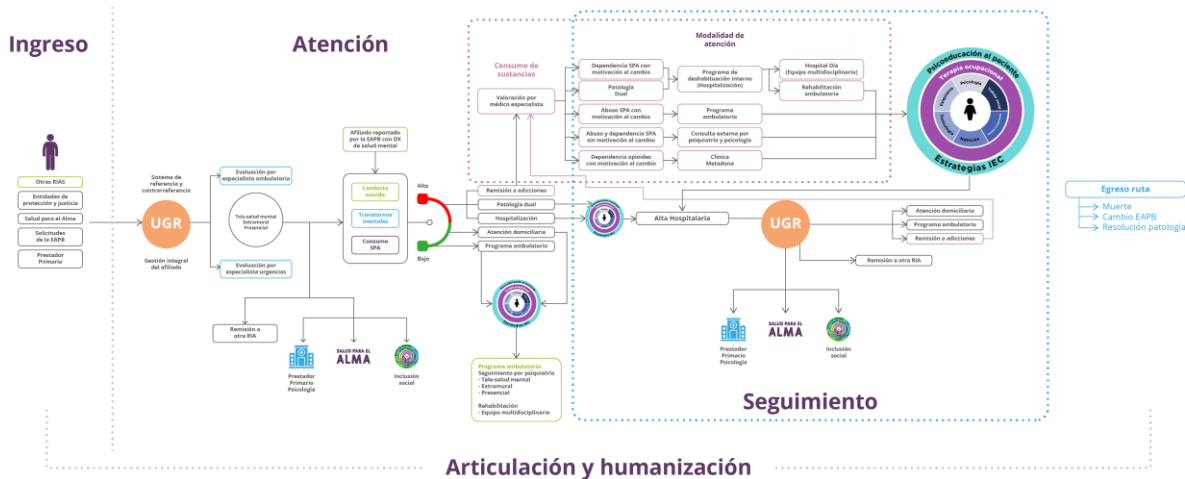 Ingreso
Atención
Otras RIAS
Entidades de
protección y justicia
Salud para el Alma
Solicitudes
de la EAPB
Prestador
Primario
Sistema de
referencia y
contrarreferencia
UGR
Gestión integral
del afiliado
Evaluación por
especialista ambulatoria
Tele-salud mental
Extramural
Presencial
Evaluación por
especialista urgencias
Remisión a
otra RIA
Prestador
Primario
Psicología
SALUD PARA EL
ALMA
Inclusión
social
Afiliado reportado
por la EAPB con DX
de salud mental
Conducta
suicida
Transtornos
mentales
Consumo
SPA
Alto
Bajo
Remisión a adicciones
Patología dual
Hospitalización
Atención domiciliaria
Programa ambulatorio
Programa ambulatorio
Seguimiento por psiquiatría
- Tele-salud mental
- Extramural
- Presencial
Rehabilitación
- Equipo multidisciplinario
Consumo de
sustancias
Valoración por
médico especialista
Modalidad de
atención
Dependencia SPA con
motivación al cambio
Patología
Dual
Abuso SPA con
motivación al cambio
Abuso y dependencia SPA
sin motivación al cambio
Dependencia opioides
con motivación al cambio
Programa de
deshabituación interno
(Hospitalización)
Programa
ambulatorio
Consulta externa por
psiquiatría y psicología
Clínica
Metadona
Hospital Día
(Equipo multidisciplinario)
Rehabilitación
ambulatoria
Psicoeducación al paciente
Terapia ocupacional
Psicología
Nutrición
Estrategias IEC
Alta Hospitalaria
UGR
Atención domiciliaria
Programa ambulatorio
Remisión a adicciones
Remisión a otro RIA
Prestador
Primario
Psicología
SALUD PARA EL
ALMA
Inclusión
social
Seguimiento
Egreso ruta
Muerte
Cambio EAPB
Resolución patología
Articulación y humanización